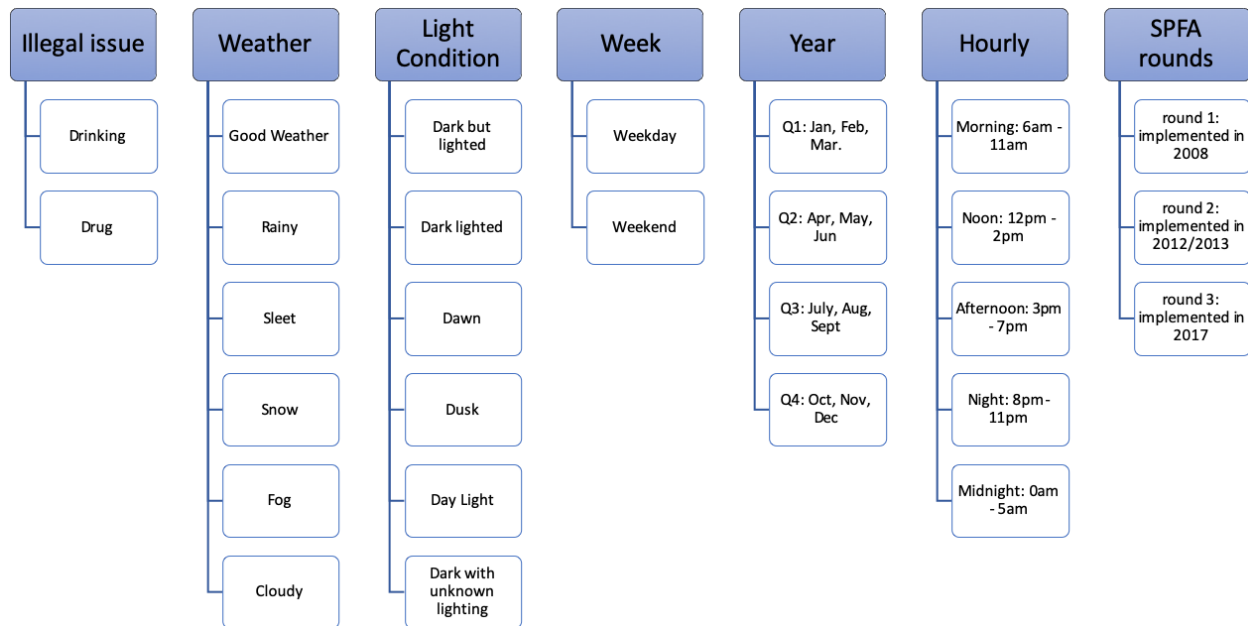 Illegal issue
Drinking
Drug
Weather
Good Weather
Rainy
Sleet
Snow
Fog
Cloudy
Light
Condition
Dark but
lighted
Dark lighted
Dawn
Dusk
Day Light
Dark with
unknown
lighting
Week
Weekday
Weekend
Year
Q1: Jan, Feb,
Mar.
Q2: Apr, May,
Jun
Q3: July, Aug,
Sept
Q4: Oct, Nov,
Dec
Hourly
Morning: 6am -
11am
Noon: 12pm -
2pm
Afternoon: 3pm
- 7pm
Night: 8pm-
11pm
Midnight: 0am
- 5am
SPFA
rounds
round 1:
implemented in
2008
round 2:
implemented in
2012/2013
round 3:
implemented in
2017